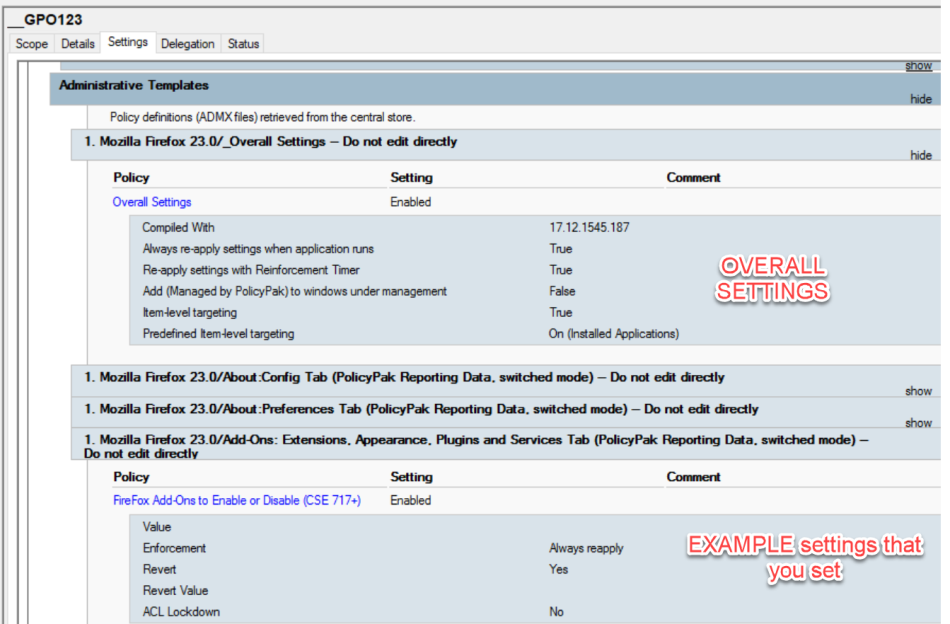 __GPO123
Scope Details Settings Delegation Status
show
Administrative Templates
hide
Policy definitions (ADMX files) retrieved from the central store.
1. Mozilla Firefox 23.0/_Overall Settings – Do not edit directly
hide
Policy Setting Comment
Overall Settings Enabled
Compiled With 17.12.1545.187
Always re-apply settings when application runs True
Re-apply settings with Reinforcement Timer True
Add (Managed by PolicyPak) to windows under management False
Item-level targeting True
Predefined Item-level targeting On (Installed Applications)
OVERALL
SETTINGS
1. Mozilla Firefox 23.0/About:Config Tab (PolicyPak Reporting Data, switched mode) – Do not edit directly
show
1. Mozilla Firefox 23.0/About:Preferences Tab (PolicyPak Reporting Data, switched mode) – Do not edit directly
show
1. Mozilla Firefox 23.0/Add-Ons: Extensions, Appearance, Plugins and Services Tab (PolicyPak Reporting Data, switched mode) –
Do not edit directly
Policy Setting Comment
FireFox Add-Ons to Enable or Disable (CSE 717+) Enabled
Value
Enforcement Always reapply
Revert Yes
Revert Value
ACL Lockdown No
EXAMPLE settings that
you set